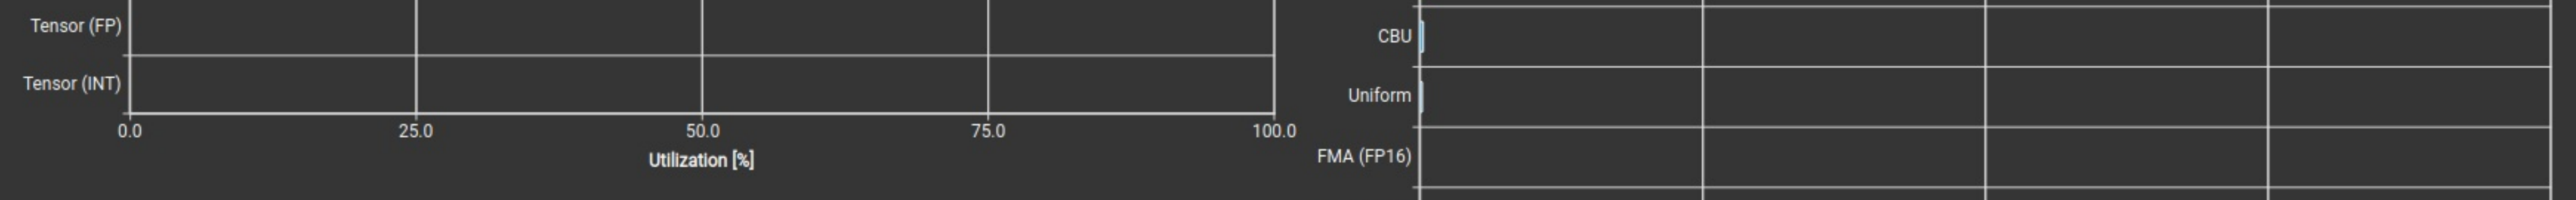 Tensor (FP)
Tensor (INT)
0.0 25.0 50.0 75.0 100.0
Utilization [%]
CBU
Uniform
FMA (FP16)